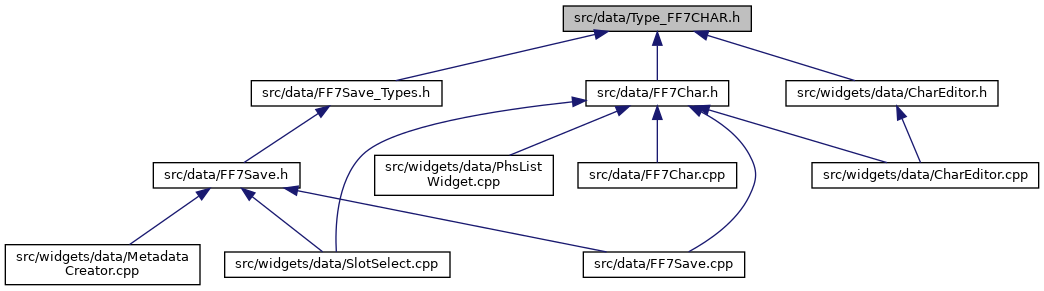 src/data/Type_FF7CHAR.h
src/data/FF7Save_Types.h
src/data/FF7Char.h
src/widgets/data/CharEditor.h
src/data/FF7Save.h
src/widgets/data/PhsList
Widget.cpp
src/data/FF7Char.cpp
src/widgets/data/CharEditor.cpp
src/widgets/data/Metadata
Creator.cpp
src/widgets/data/SlotSelect.cpp
src/data/FF7Save.cpp